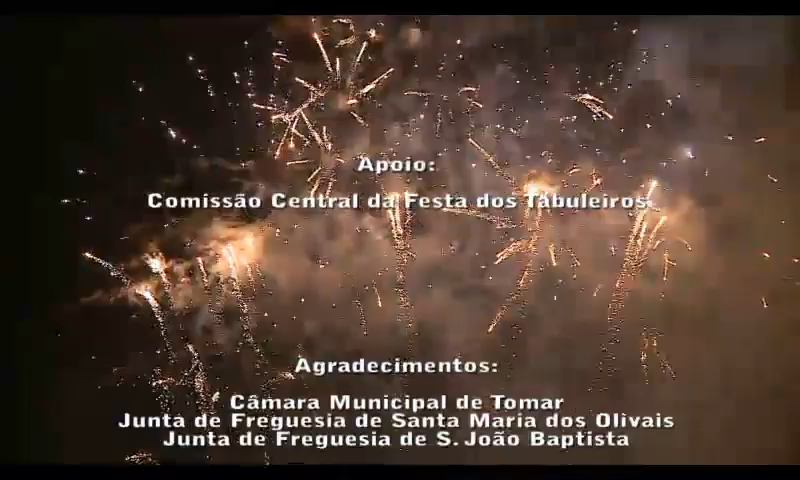 Apoio:
Comissão Central da Festa dos Tabuleiros
Agradecimentos:
Câmara Municipal de Tomar
Junta de Freguesia de Santa Maria dos Olivais
Junta de Freguesia de S. João Baptista